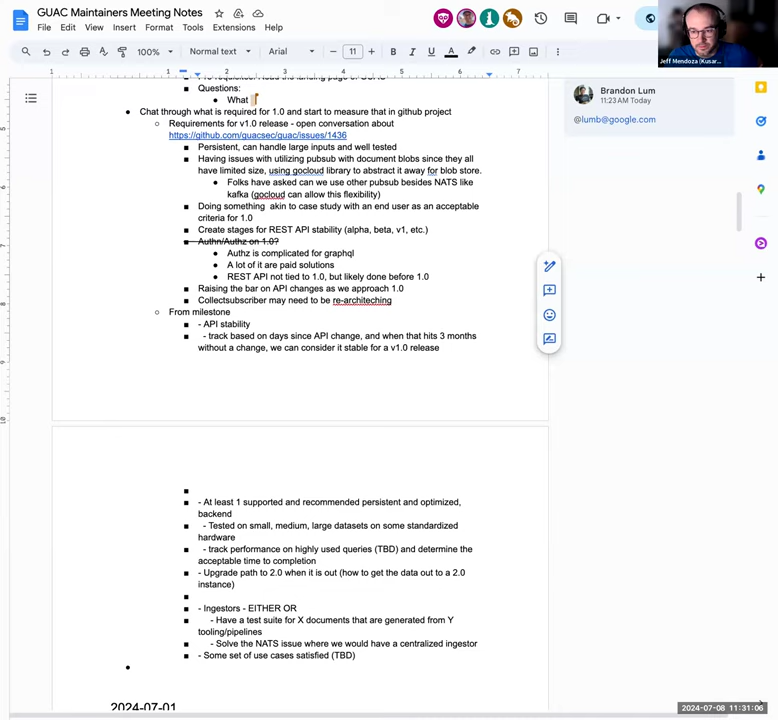 GUAC Maintainers Meeting Notes
File Edit View Insert Format Tools Extensions Help
100% Normal text Arial 11 B I U A
1 1 2 3 4 5 6 7
Questions:
What
Chat through what is required for 1.0 and start to measure that in github project
Requirements for v1.0 release - open conversation about
https://github.com/guacsec/guac/issues/1436
Persistent, can handle large inputs and well tested
Having issues with utilizing pubsub with document blobs since they all
have limited size, using gocloud library to abstract it away for blob store.
Folks have asked can we use other pubsub besides NATS like
kafka (gocloud can allow this flexibility)
Doing something akin to case study with an end user as an acceptable
criteria for 1.0
Create stages for REST API stability (alpha, beta, v1, etc.)
Authn/Authz on 1.0?
Authz is complicated for graphql
A lot of it are paid solutions
REST API not tied to 1.0, but likely done before 1.0
Raising the bar on API changes as we approach 1.0
Collectsubscriber may need to be re-architeching
From milestone
- API stability
- track based on days since API change, and when that hits 3 months
without a change, we can consider it stable for a v1.0 release
- At least 1 supported and recommended persistent and optimized,
backend
- Tested on small, medium, large datasets on some standardized
hardware
- track performance on highly used queries (TBD) and determine the
acceptable time to completion
- Upgrade path to 2.0 when it is out (how to get the data out to a 2.0
instance)
- Ingestors - EITHER OR
- Have a test suite for X documents that are generated from Y
tooling/pipelines
- Solve the NATS issue where we would have a centralized ingestor
- Some set of use cases satisfied (TBD)
2024-07-01
Brandon Lum
11:23 AM Today
@lumb@google.com
Jeff Mendoza (Kusar...
2024-07-08 11:31:06